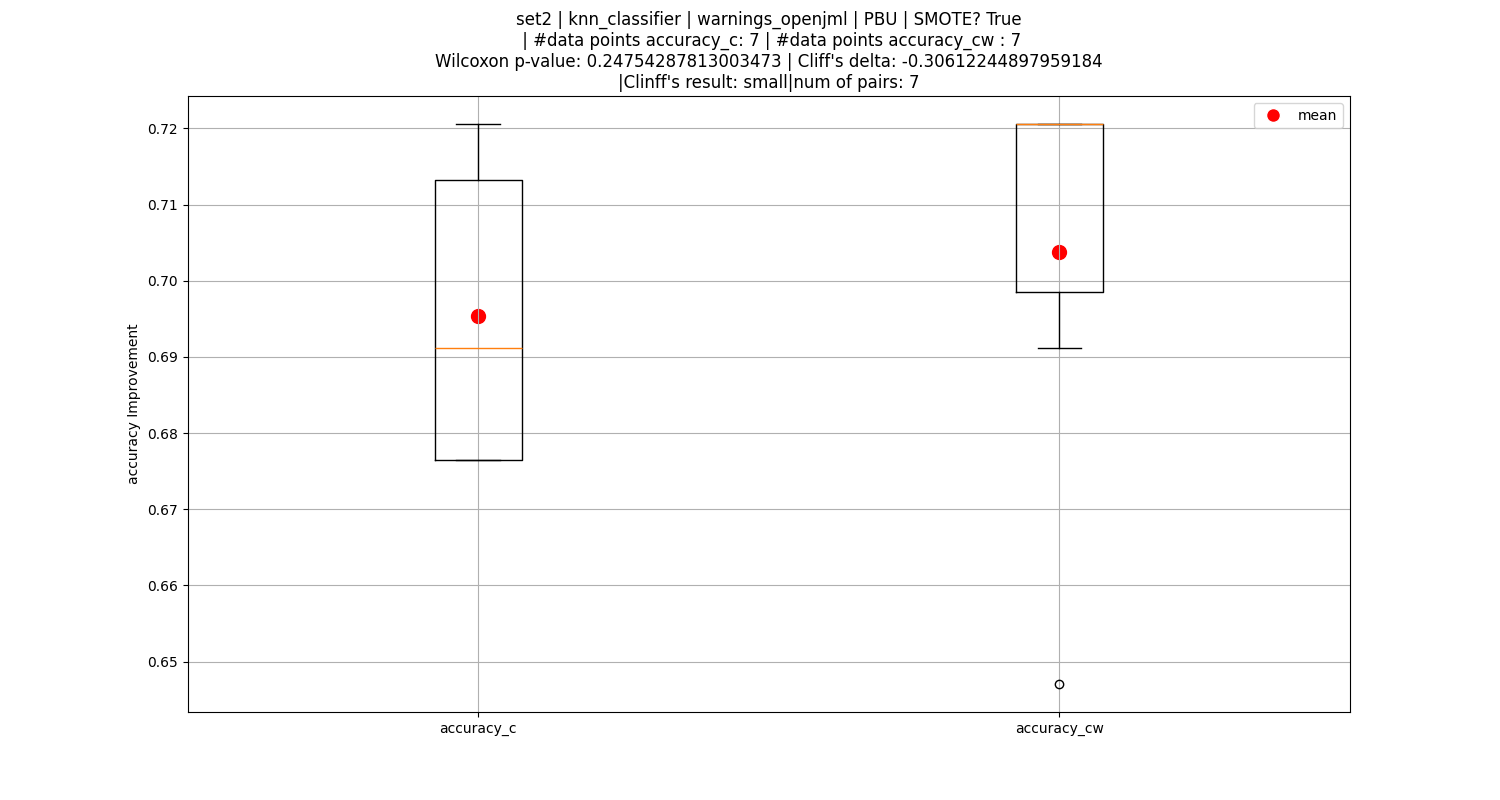 set2 | knn_classifier | warnings_openjml | PBU | SMOTE? True
| #data points accuracy_c: 7 | #data points accuracy_cw : 7
Wilcoxon p-value: 0.24754287813003473 | Cliff's delta: -0.30612244897959184
|Clinff's result: small|num of pairs: 7
mean
0.72
0.71
0.70
0.69
0.68
0.67
0.66
0.65
accuracy Improvement
accuracy_c
accuracy_cw